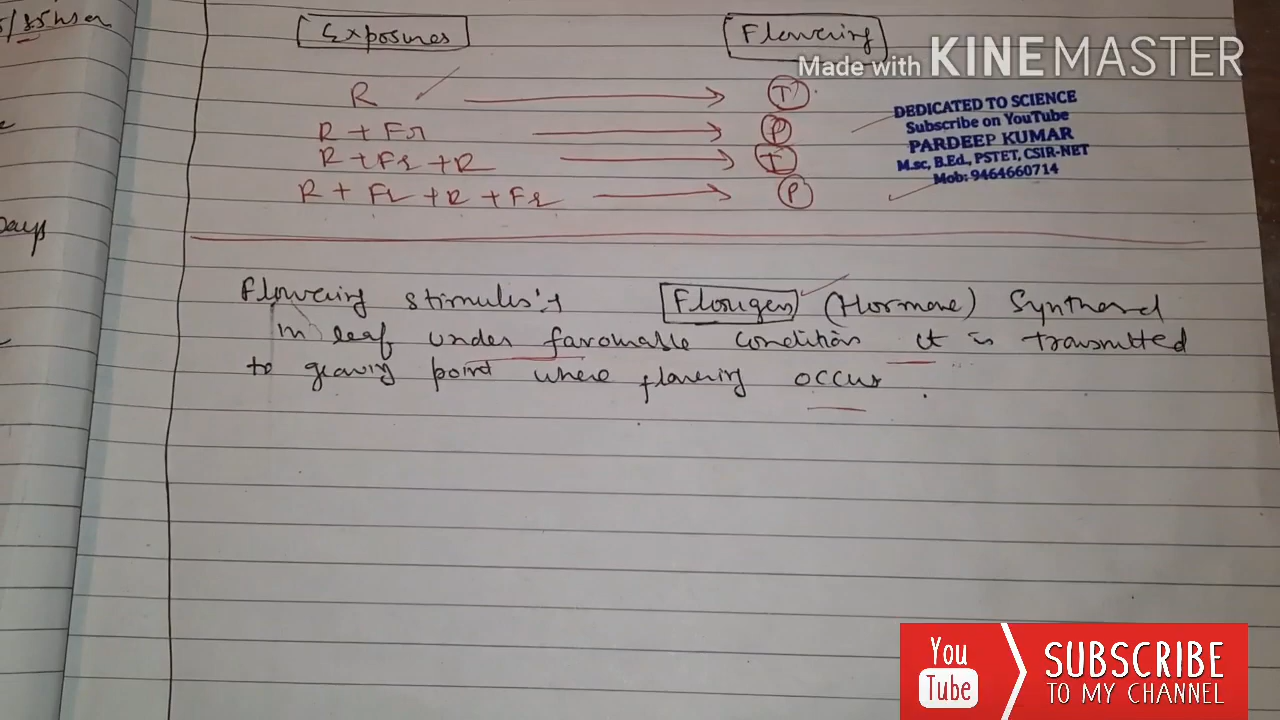 Exposures Flowering
Made with KINEMASTER
R → I
R + Fr → P
R + Fr + R → I
R + Fr + R + Fr → P
DEDICATED TO SCIENCE
Subscribe on YouTube
PARDEEP KUMAR
M.sc, B.Ed., PSTET, CSIR-NET
Mob: 9464660714
Days
Flowering stimulus:→ Florigen (Hormone) Synthesed
in leaf under favourable condition it is transmitted
to growing point where flowering occur.
You Tube
SUBSCRIBE
TO MY CHANNEL